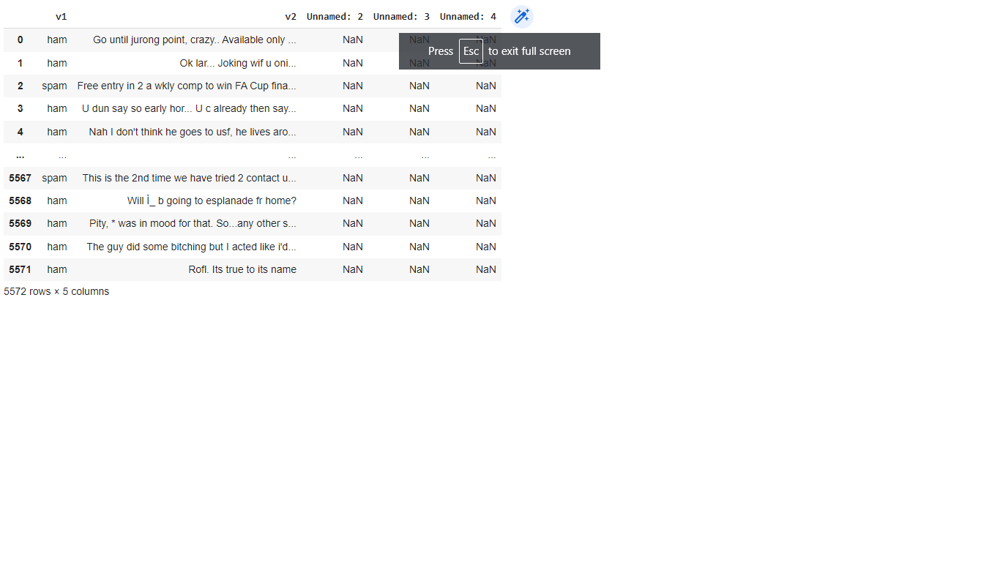 v1 v2 Unnamed: 2 Unnamed: 3 Unnamed: 4
0 ham Go until jurong point, crazy.. Available only ... NaN NaN NaN
Press Esc to exit full screen
1 ham Ok lar... Joking wif u oni... NaN NaN NaN
2 spam Free entry in 2 a wkly comp to win FA Cup fina... NaN NaN NaN
3 ham U dun say so early hor... U c already then say... NaN NaN NaN
4 ham Nah I don't think he goes to usf, he lives aro... NaN NaN NaN
... ... ... ... ... ...
5567 spam This is the 2nd time we have tried 2 contact u... NaN NaN NaN
5568 ham Will Ì_ b going to esplanade fr home? NaN NaN NaN
5569 ham Pity, * was in mood for that. So...any other s... NaN NaN NaN
5570 ham The guy did some bitching but I acted like i'd... NaN NaN NaN
5571 ham Rofl. Its true to its name NaN NaN NaN
5572 rows × 5 columns